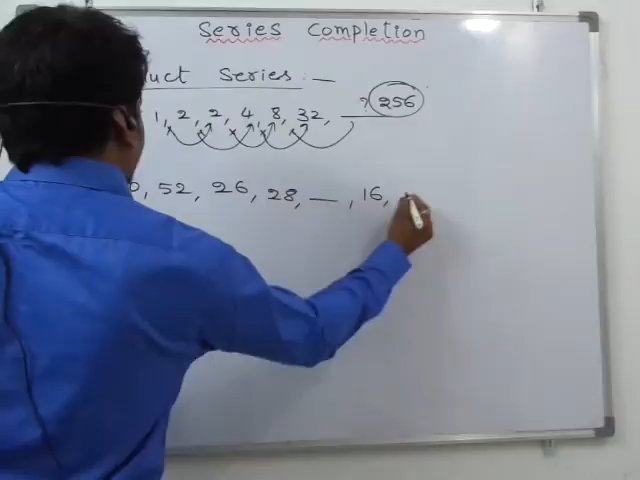 Series Completion
uct Series :-
1, 2, 2, 4, 8, 32, ? 256
0, 52, 26, 28, __, 16,